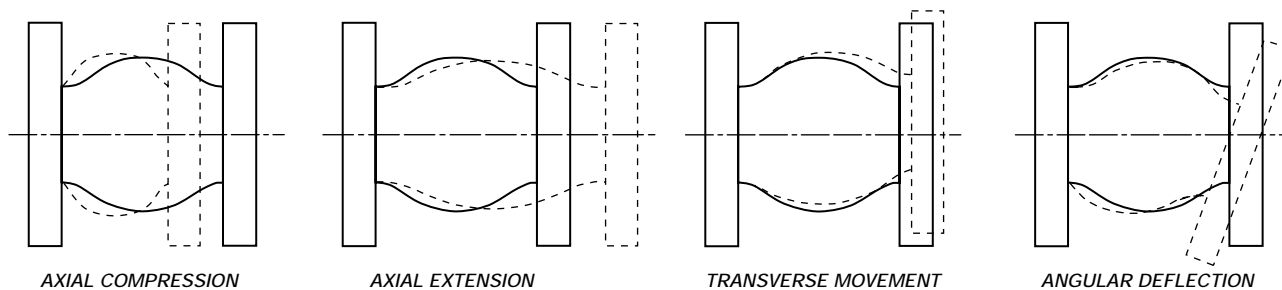 AXIAL COMPRESSION
AXIAL EXTENSION
TRANSVERSE MOVEMENT
ANGULAR DEFLECTION